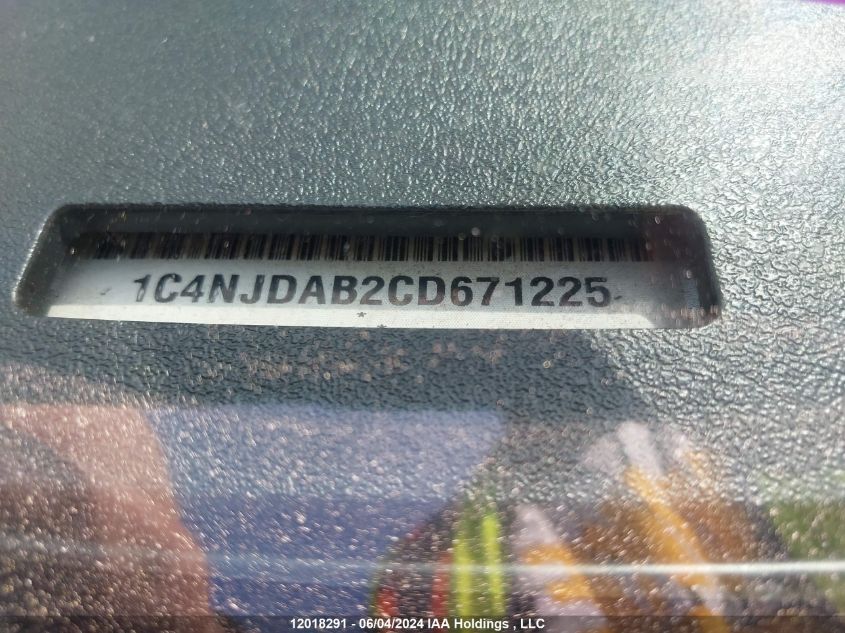 1C4NJDAB2CD671225
12018291 - 06/04/2024 IAA Holdings , LLC